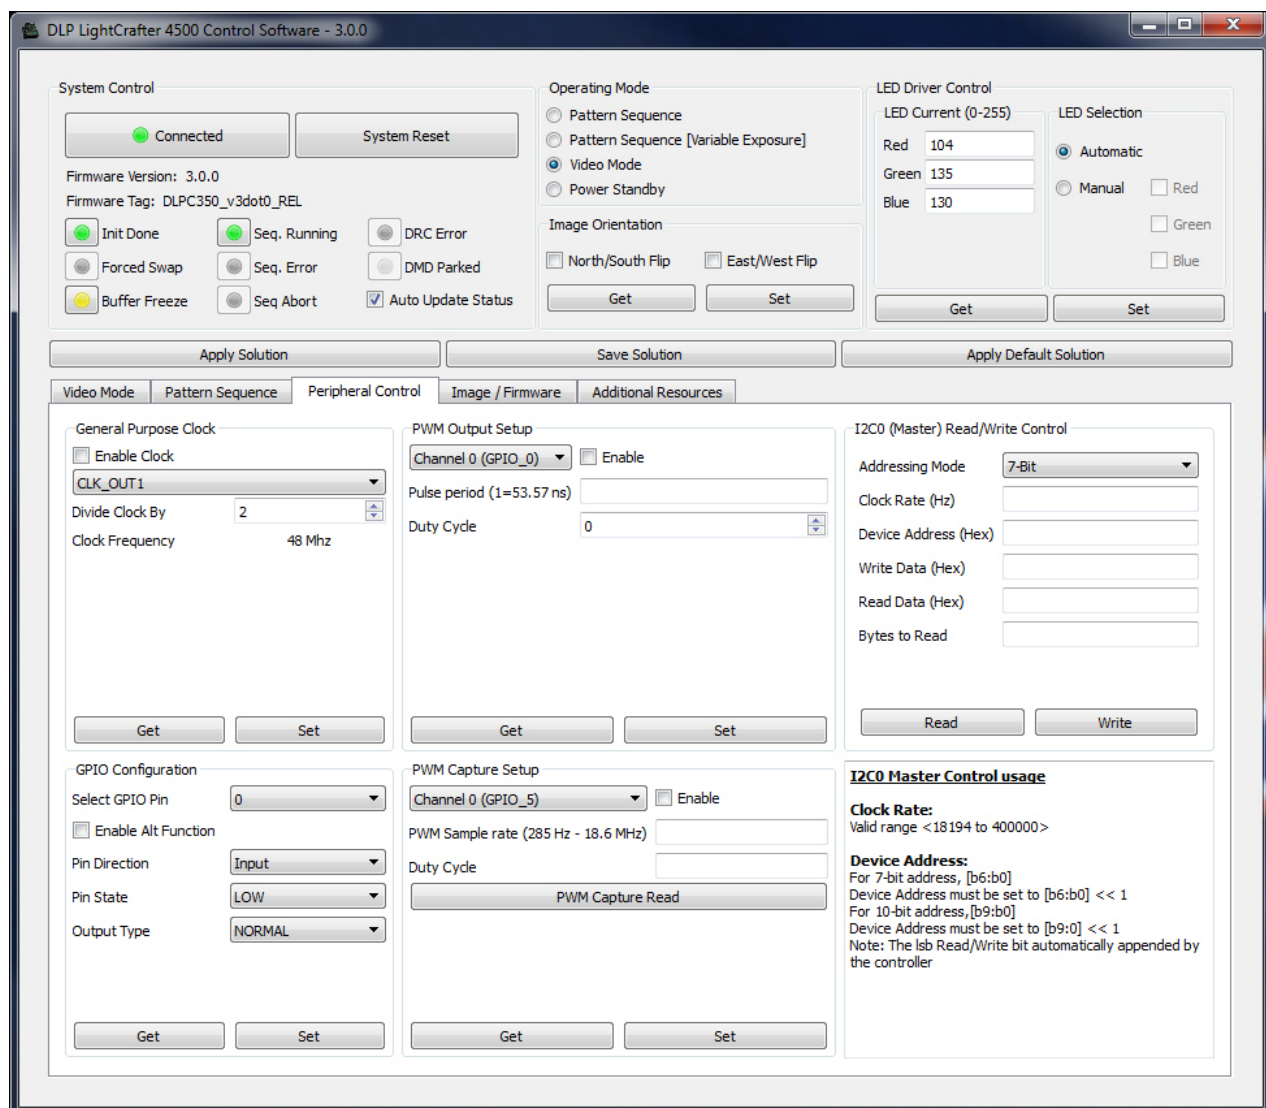 DLP LightCrafter 4500 Control Software - 3.0.0
System Control
Connected
System Reset
Firmware Version: 3.0.0
Firmware Tag: DLPC350_v3dot0_REL
Init Done
Seq. Running
DRC Error
Forced Swap
Seq. Error
DMD Parked
Buffer Freeze
Seq Abort
Auto Update Status
Operating Mode
Pattern Sequence
Pattern Sequence [Variable Exposure]
Video Mode
Power Standby
Image Orientation
North/South Flip
East/West Flip
Get
Set
LED Driver Control
LED Current (0-255)
Red 104
Green 135
Blue 130
LED Selection
Automatic
Manual
Red
Green
Blue
Get
Set
Apply Solution
Save Solution
Apply Default Solution
Video Mode
Pattern Sequence
Peripheral Control
Image / Firmware
Additional Resources
General Purpose Clock
Enable Clock
CLK_OUT1
Divide Clock By 2
Clock Frequency 48 Mhz
Get
Set
PWM Output Setup
Channel 0 (GPIO_0)
Enable
Pulse period (1=53.57 ns)
Duty Cycle 0
Get
Set
I2C0 (Master) Read/Write Control
Addressing Mode 7-Bit
Clock Rate (Hz)
Device Address (Hex)
Write Data (Hex)
Read Data (Hex)
Bytes to Read
Read
Write
GPIO Configuration
Select GPIO Pin 0
Enable Alt Function
Pin Direction Input
Pin State LOW
Output Type NORMAL
Get
Set
PWM Capture Setup
Channel 0 (GPIO_5)
Enable
PWM Sample rate (285 Hz - 18.6 MHz)
Duty Cycle
PWM Capture Read
Get
Set
I2C0 Master Control usage
Clock Rate:
Valid range <18194 to 400000>
Device Address:
For 7-bit address, [b6:b0]
Device Address must be set to [b6:b0] << 1
For 10-bit address,[b9:b0]
Device Address must be set to [b9:0] << 1
Note: The lsb Read/Write bit automatically appended by
the controller